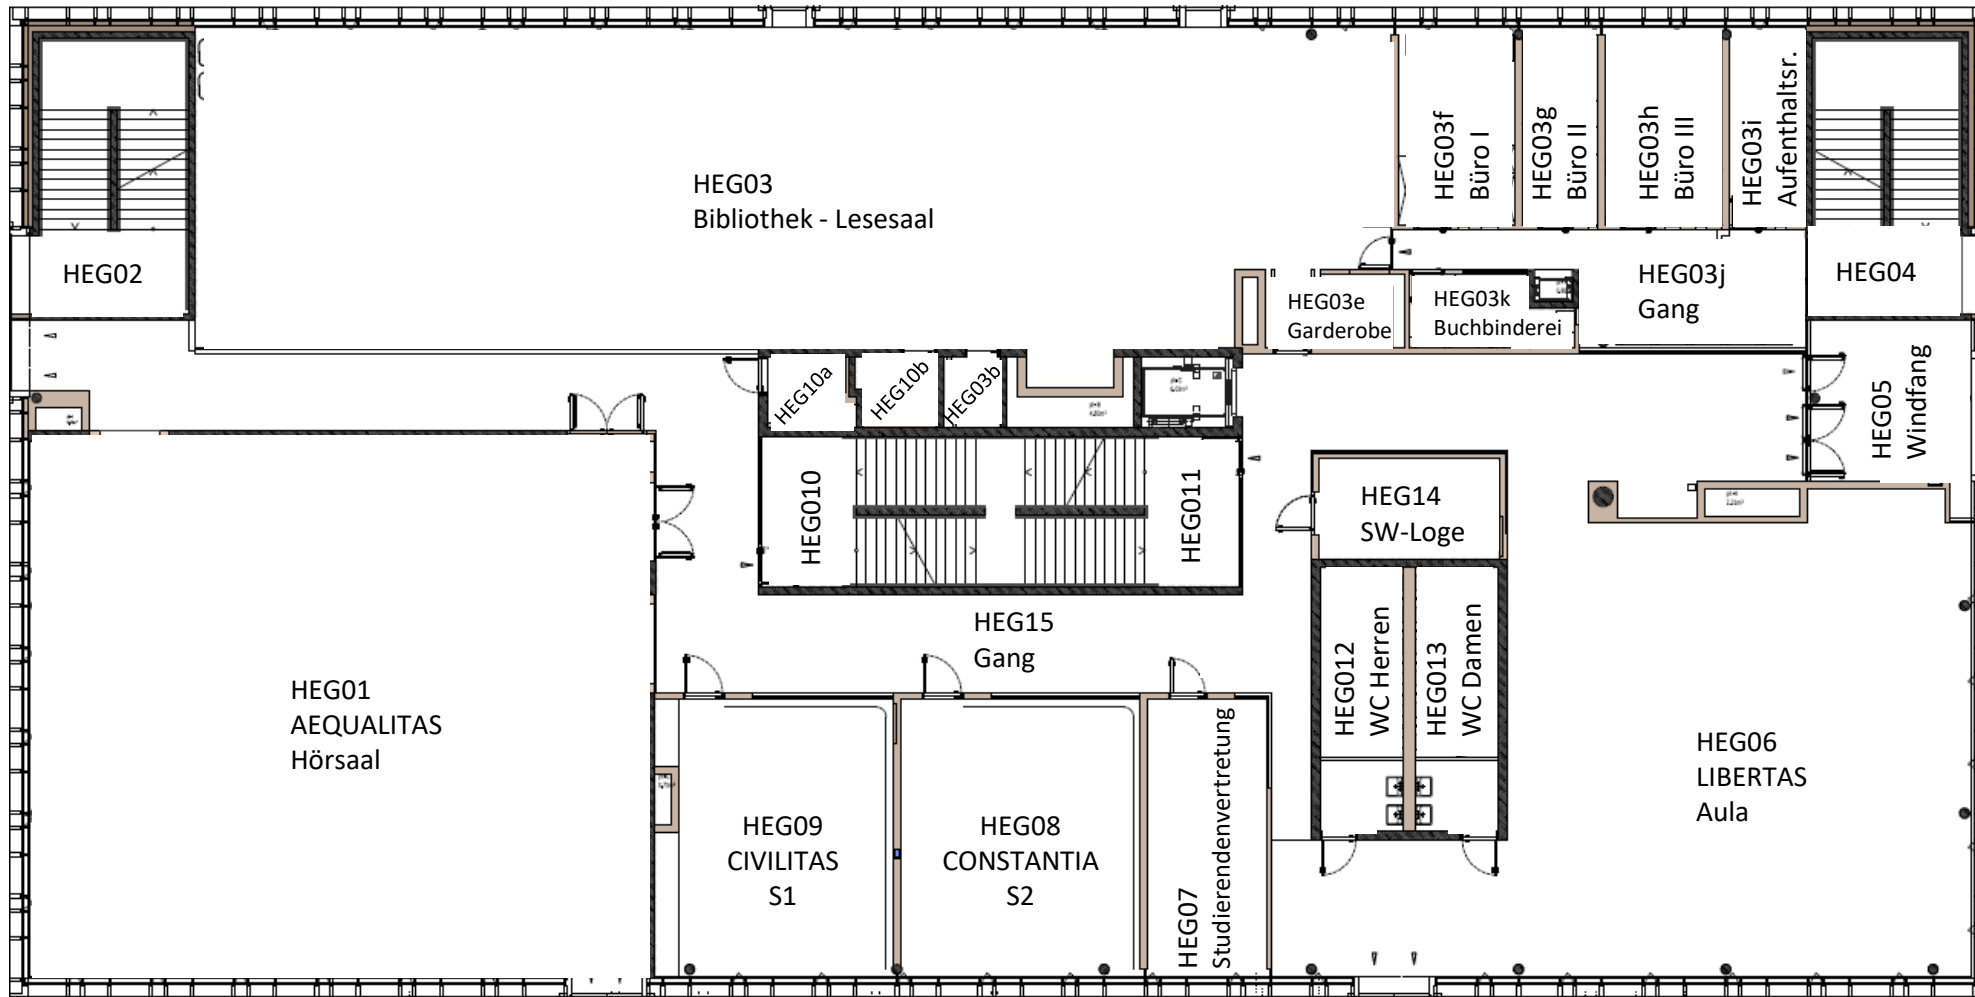 HEG03
Bibliothek - Lesesaal
HEG03f
Büro I
HEG03g
Büro II
HEG03h
Büro III
HEG03i
Aufenthaltsr.
HEG02
HEG03e
Garderobe
HEG03k
Buchbinderei
HEG03j
Gang
HEG04
HEG10a
HEG10b
HEG03b
HEG05
Windfang
HEG010
HEG011
HEG14
SW-Loge
HEG15
Gang
HEG012
WC Herren
HEG013
WC Damen
HEG01
AEQUALITAS
Hörsaal
HEG09
CIVILITAS
S1
HEG08
CONSTANTIA
S2
HEG07
Studierendenvertretung
HEG06
LIBERTAS
Aula